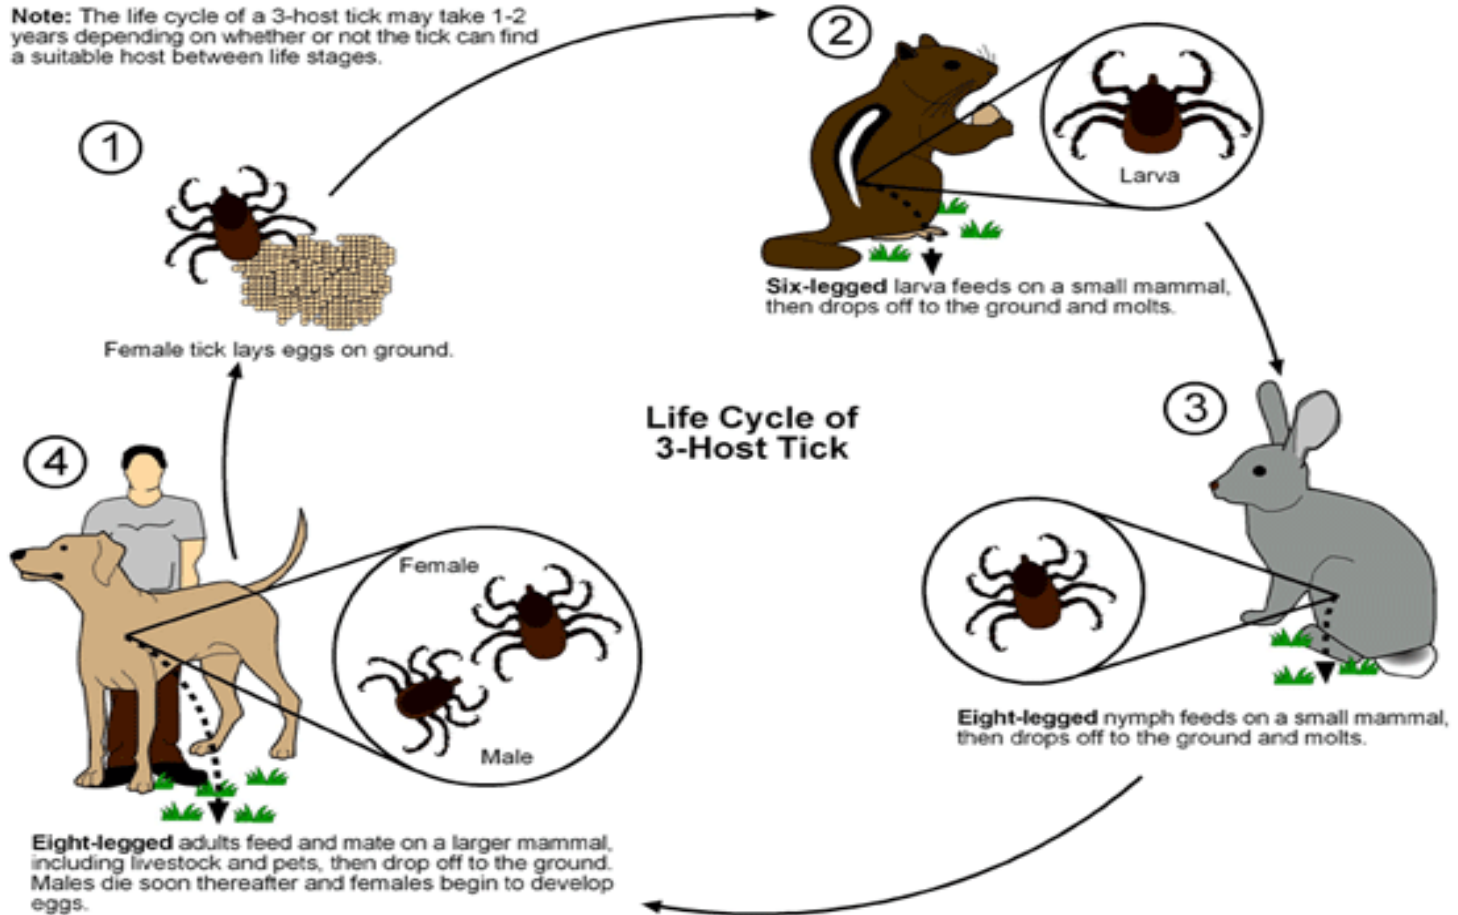 Note: The life cycle of a 3-host tick may take 1-2
years depending on whether or not the tick can find
a suitable host between life stages.
1
Female tick lays eggs on ground.
2
Larva
Six-legged larva feeds on a small mammal,
then drops off to the ground and molts.
Life Cycle of
3-Host Tick
3
Eight-legged nymph feeds on a small mammal,
then drops off to the ground and molts.
4
Female
Male
Eight-legged adults feed and mate on a larger mammal,
including livestock and pets, then drop off to the ground.
Males die soon thereafter and females begin to develop
eggs.